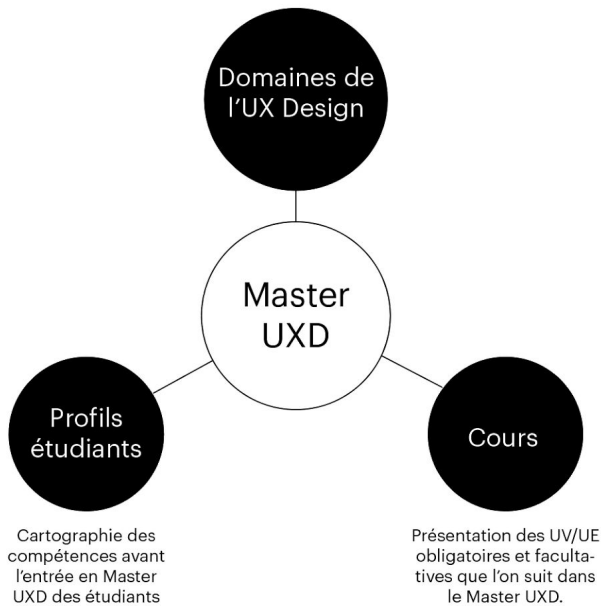 Domaines de
l'UX Design
Master
UXD
Profils
étudiants
Cours
Cartographie des
compétences avant
l'entrée en Master
UXD des étudiants
Présentation des UV/UE
obligatoires et faculta-
tives que l'on suit dans
le Master UXD.